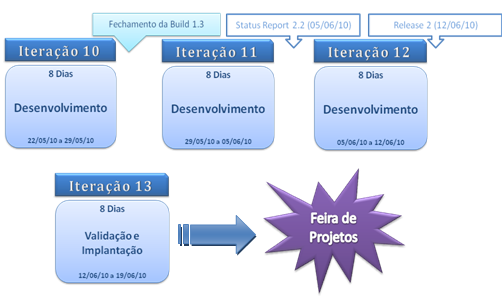 Fechamento da Build 1.3
Status Report 2.2 (05/06/10)
Release 2 (12/06/10)
Iteração 10
8 Dias
Desenvolvimento
22/05/10 a 29/05/10
Iteração 11
8 Dias
Desenvolvimento
29/05/10 a 05/06/10
Iteração 12
8 Dias
Desenvolvimento
05/06/10 a 12/06/10
Iteração 13
8 Dias
Validação e
Implantação
12/06/10 a 19/06/10
Feira de
Projetos